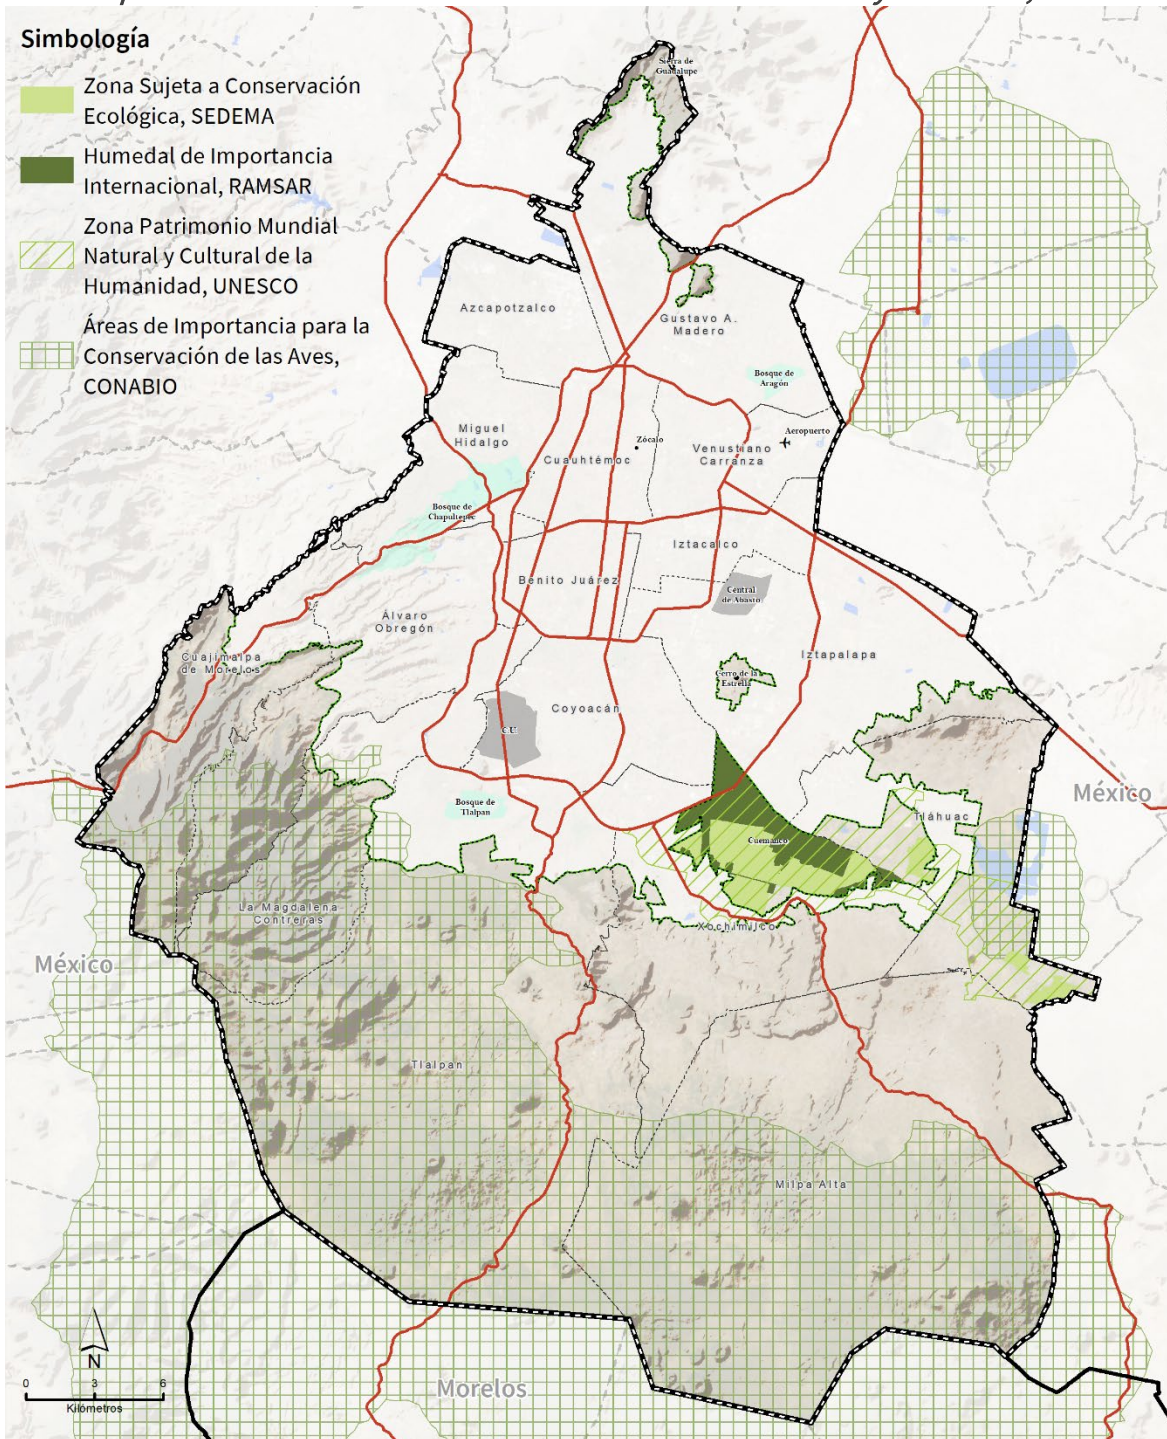 Simbología
Zona Sujeta a Conservación
Ecológica, SEDEMA
Humedal de Importancia
Internacional, RAMSAR
Zona Patrimonio Mundial
Natural y Cultural de la
Humanidad, UNESCO
Áreas de Importancia para la
Conservación de las Aves,
CONABIO
Sierra de
Guadalupe
Azcapotzalco
Gustavo A.
Madero
Bosque de
Aragón
Miguel
Hidalgo
Zócalo
Aeropuerto
Cuauhtémoc
Venustiano
Carranza
Bosque de
Chapultepec
Iztacalco
Benito Juárez
Central
de Abasto
Álvaro
Obregón
Cuajimalpa
de Morelos
Iztapalapa
Cerro de la
Estrella
Coyoacán
C.U.
México
Bosque de
Tlalpan
Tláhuac
Cuemanco
La Magdalena
Contreras
Xochimilco
México
Tlalpan
Milpa Alta
N
0 3 6
Kilómetros
Morelos